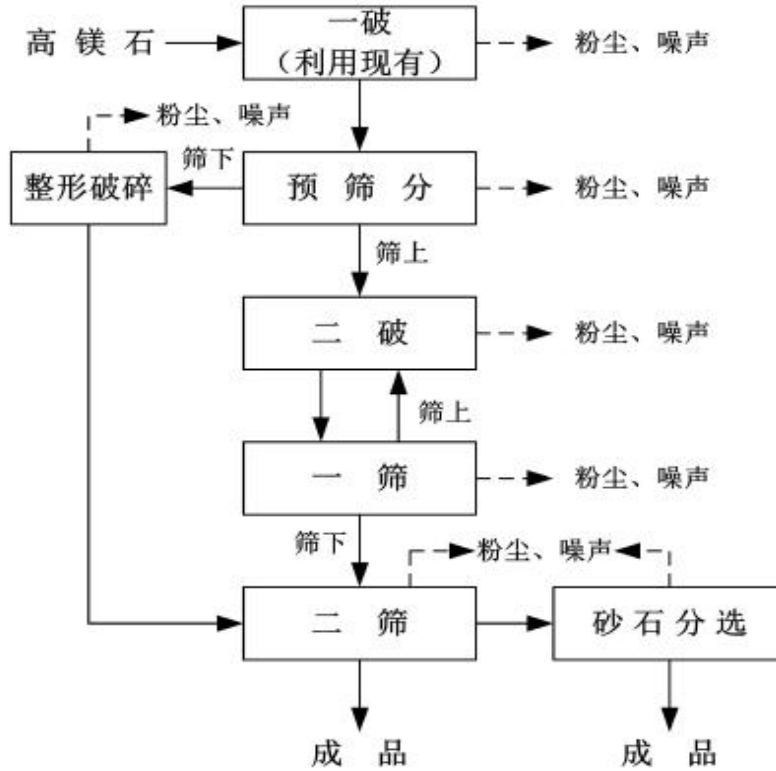 高 镁 石
一破
（利用现有）
粉尘、噪声
粉尘、噪声
筛下
整形破碎
预 筛 分
粉尘、噪声
筛上
二 破
粉尘、噪声
筛上
一 筛
粉尘、噪声
筛下
粉尘、噪声
二 筛
砂石分选
成 品
成 品